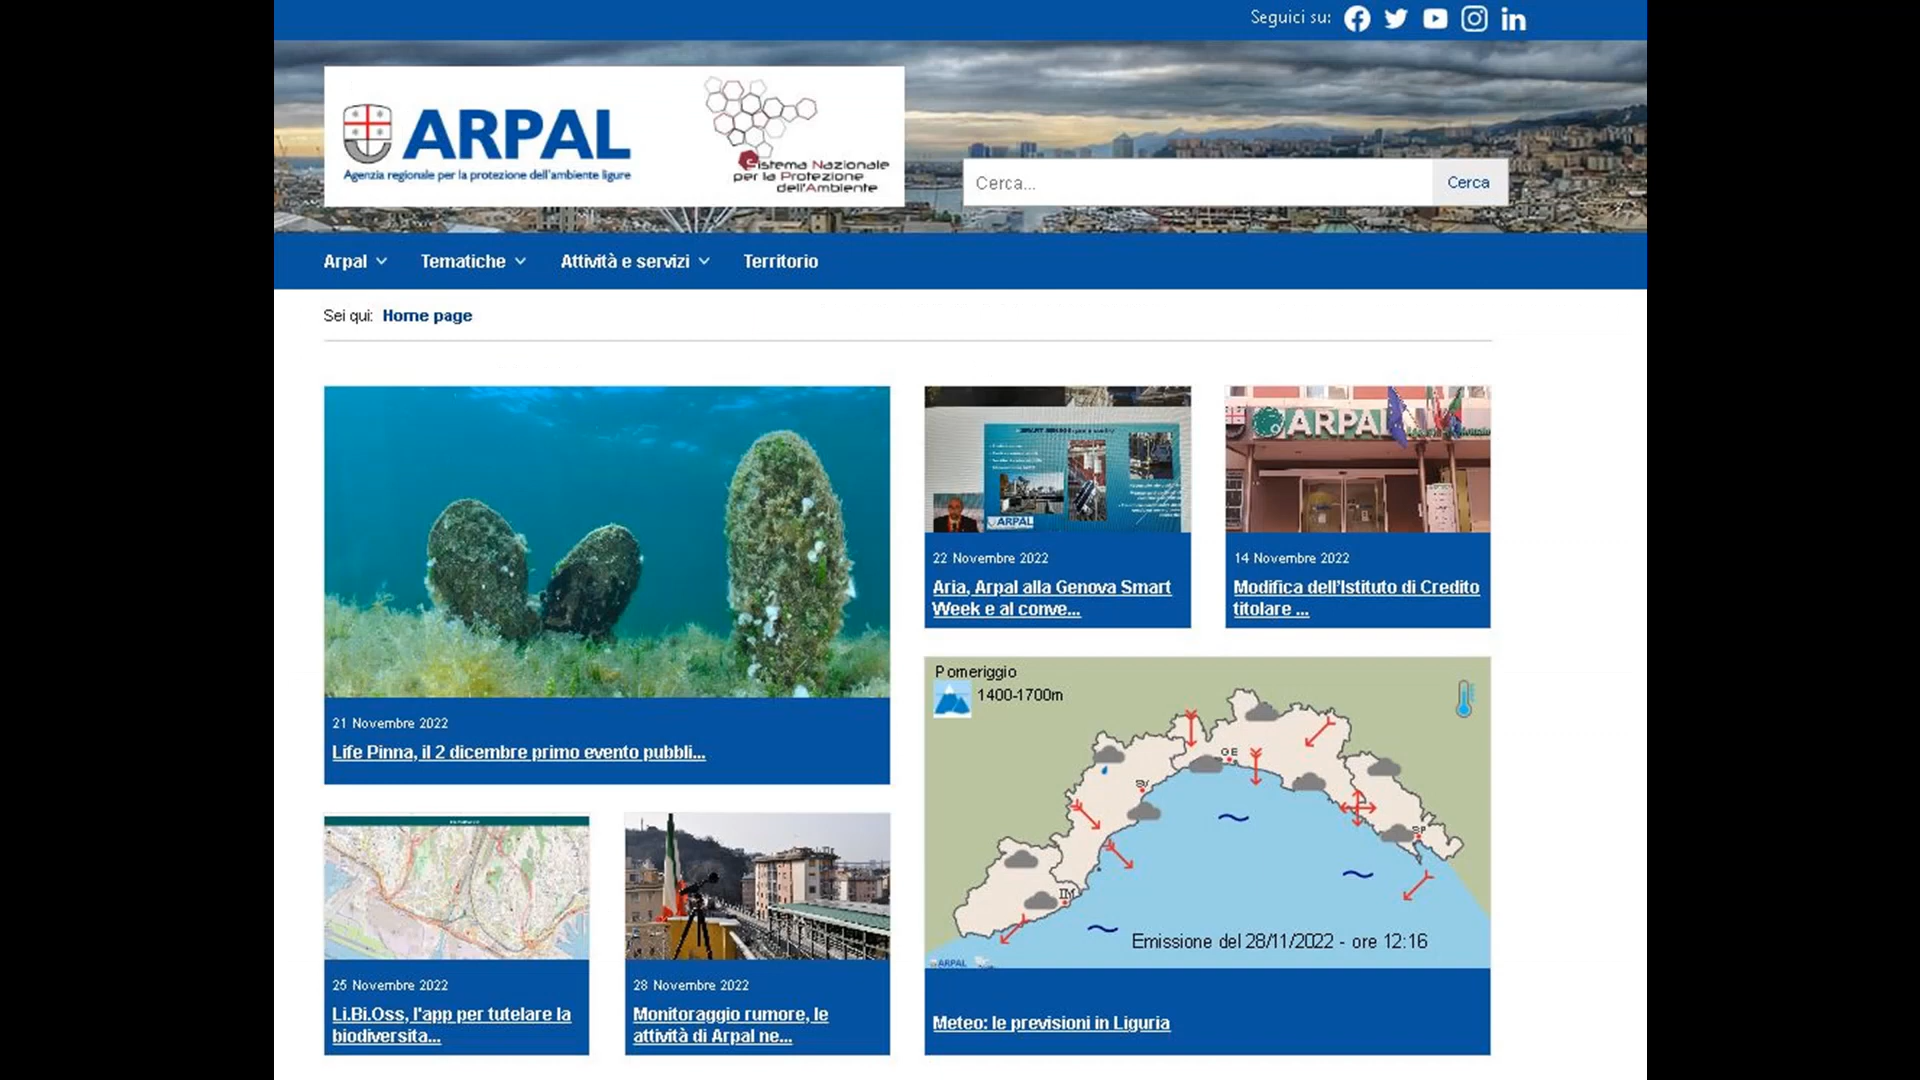 Seguici su:
ARPAL
Agenzia regionale per la protezione dell'ambiente ligure
Sistema Nazionale
per la Protezione
dell'Ambiente
Cerca...
Cerca
Arpal
Tematiche
Attività e servizi
Territorio
Sei qui: Home page
ARPAL
ARPAL
22 Novembre 2022
Aria, Arpal alla Genova Smart
Week e al conve...
14 Novembre 2022
Modifica dell'Istituto di Credito
titolare ...
21 Novembre 2022
Life Pinna, il 2 dicembre primo evento pubbli...
Pomeriggio
1400-1700m
GE
SV
SP
IM
Emissione del 28/11/2022 - ore 12:16
ARPAL
25 Novembre 2022
Li.Bi.Oss, l'app per tutelare la
biodiversita...
28 Novembre 2022
Monitoraggio rumore, le
attività di Arpal ne...
Meteo: le previsioni in Liguria